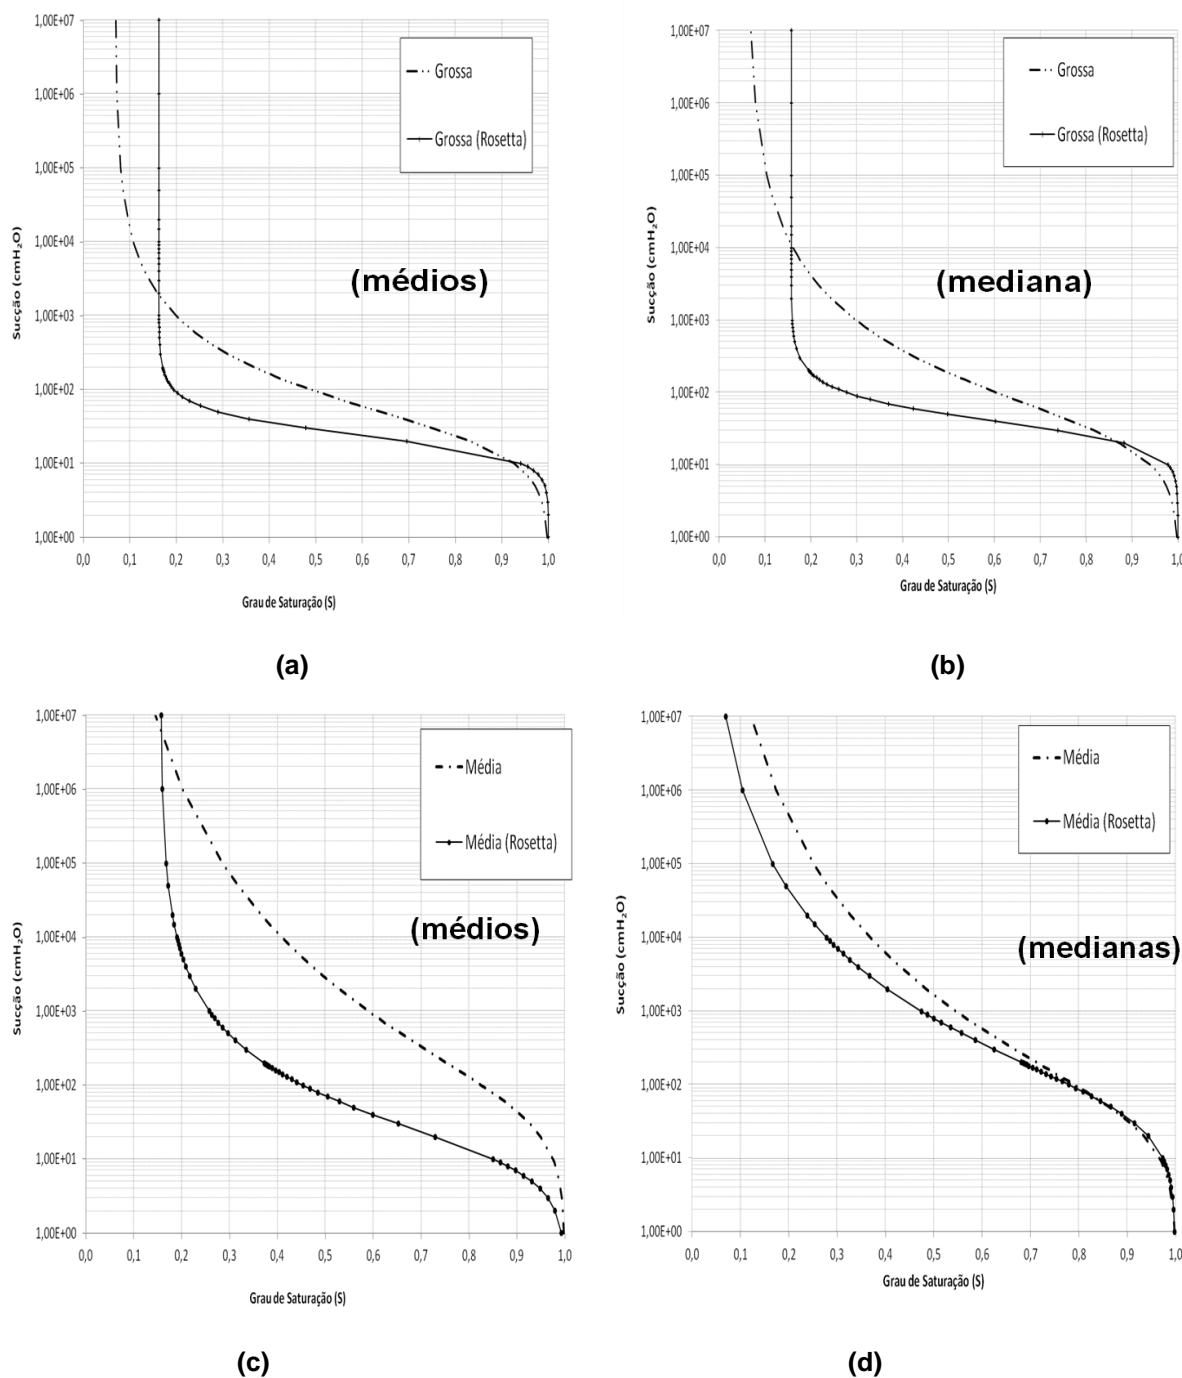 1,00E+07
1,00E+06
1,00E+05
1,00E+04
1,00E+03
1,00E+02
1,00E+01
1,00E+00
Sucção (cmH₂O)
Grossa
Grossa (Rosetta)
(médios)
0,0 0,1 0,2 0,3 0,4 0,5 0,6 0,7 0,8 0,9 1,0
Grau de Saturação (S)
(a)
1,00E+07
1,00E+06
1,00E+05
1,00E+04
1,00E+03
1,00E+02
1,00E+01
1,00E+00
Sucção (cmH₂O)
Grossa
Grossa (Rosetta)
(mediana)
0,0 0,1 0,2 0,3 0,4 0,5 0,6 0,7 0,8 0,9 1,0
Grau de Saturação (S)
(b)
1,00E+07
1,00E+06
1,00E+05
1,00E+04
1,00E+03
1,00E+02
1,00E+01
1,00E+00
Sucção (cmH₂O)
Média
Média (Rosetta)
(médios)
0,0 0,1 0,2 0,3 0,4 0,5 0,6 0,7 0,8 0,9 1,0
Grau de Saturação (S)
(c)
1,00E+07
1,00E+06
1,00E+05
1,00E+04
1,00E+03
1,00E+02
1,00E+01
1,00E+00
Sucção (cmH₂O)
Média
Média (Rosetta)
(medianas)
0,0 0,1 0,2 0,3 0,4 0,5 0,6 0,7 0,8 0,9 1,0
Grau de Saturação (S)
(d)